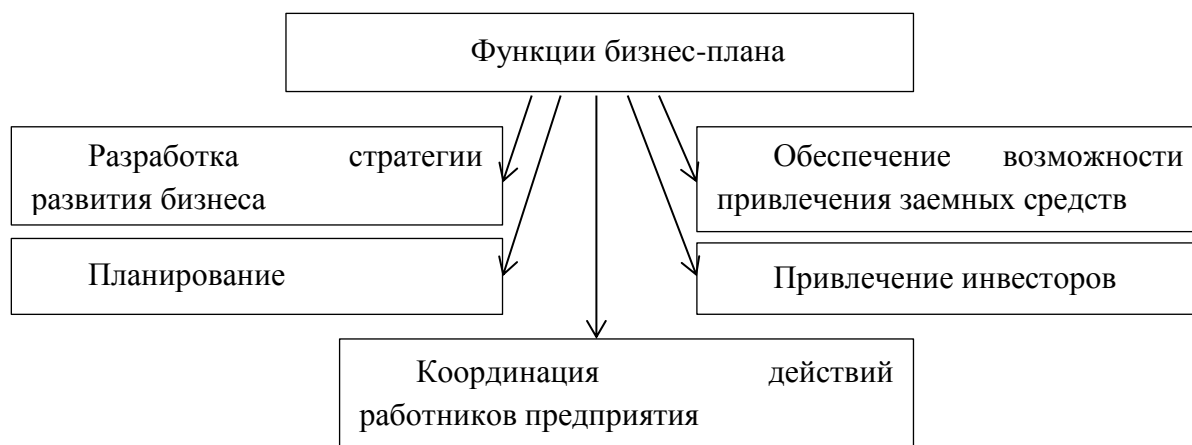 Функции бизнес-плана
Разработка стратегии
развития бизнеса
Обеспечение возможности
привлечения заемных средств
Планирование
Привлечение инвесторов
Координация действий
работников предприятия